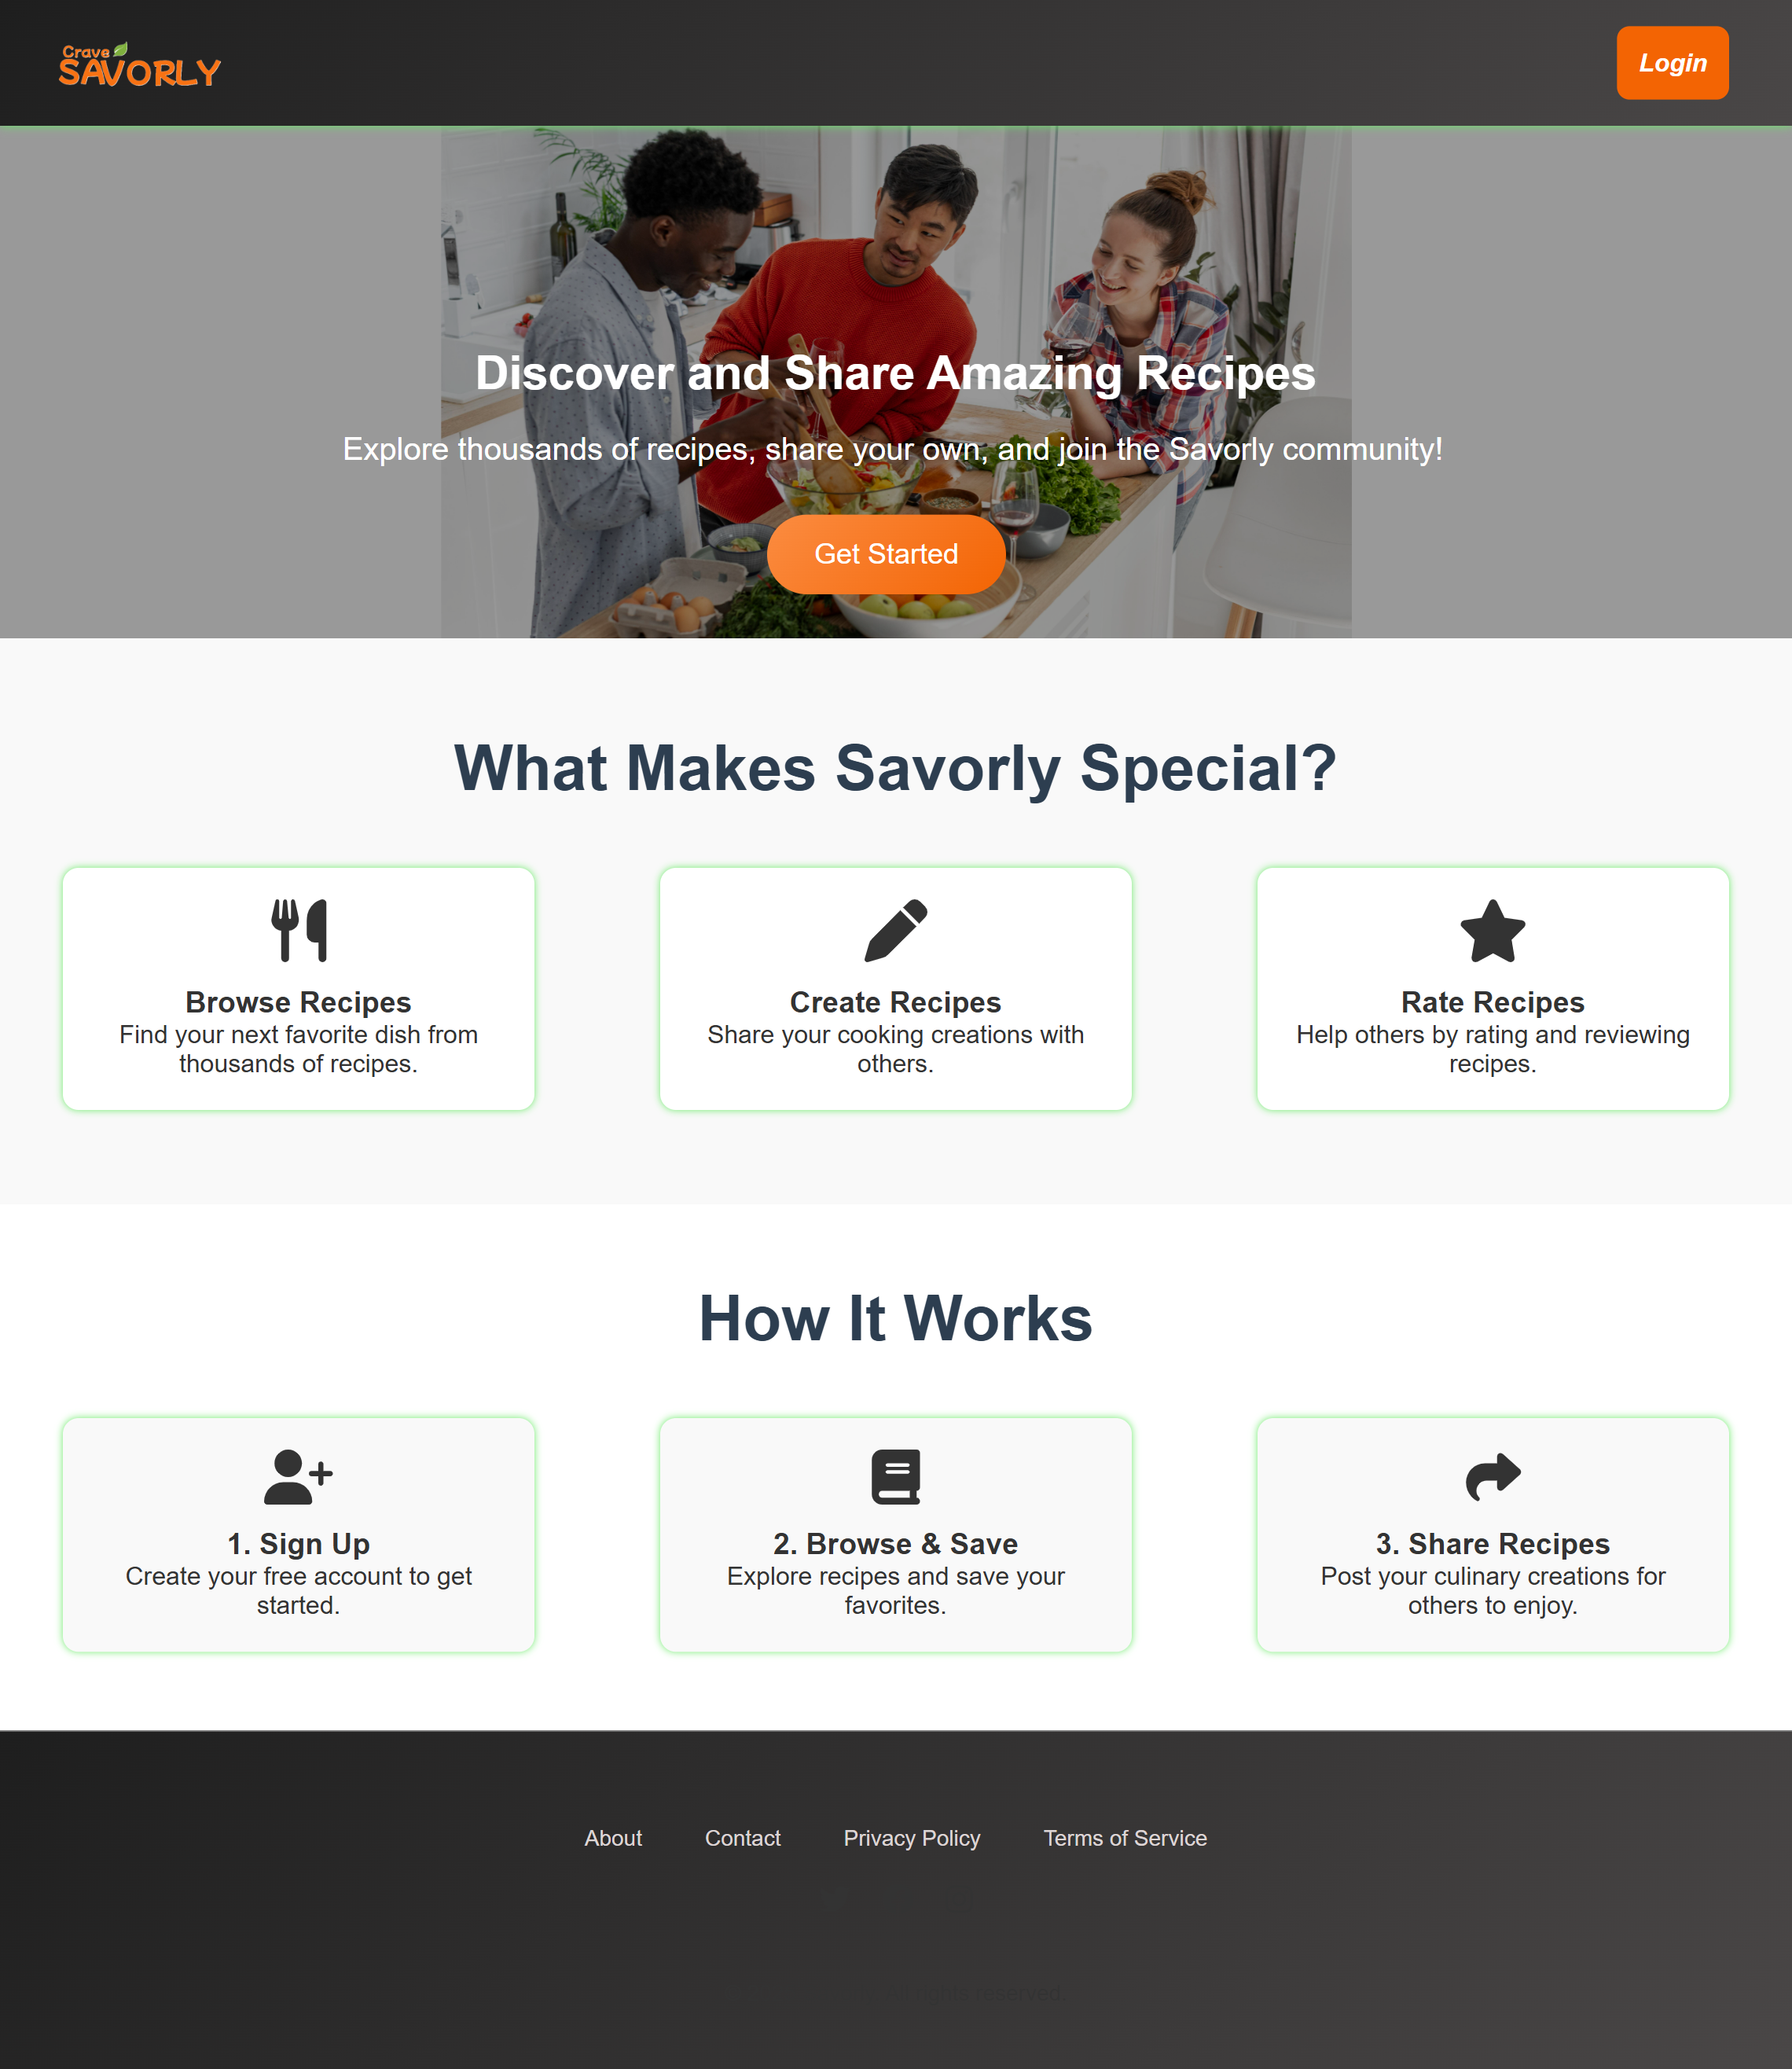 Crave
SAVORLY
Login
Discover and Share Amazing Recipes
Explore thousands of recipes, share your own, and join the Savorly community!
Get Started
What Makes Savorly Special?
Browse Recipes
Find your next favorite dish from
thousands of recipes.
Create Recipes
Share your cooking creations with
others.
Rate Recipes
Help others by rating and reviewing
recipes.
How It Works
1. Sign Up
Create your free account to get
started.
2. Browse & Save
Explore recipes and save your
favorites.
3. Share Recipes
Post your culinary creations for
others to enjoy.
About
Contact
Privacy Policy
Terms of Service
rights reserved.